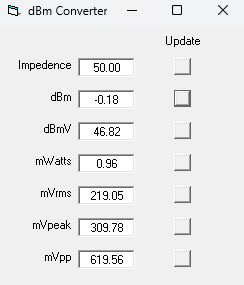 dBm Converter
Update
Impedence 50.00
dBm -0.18
dBmV 46.82
mWatts 0.96
mVrms 219.05
mVpeak 309.78
mVpp 619.56